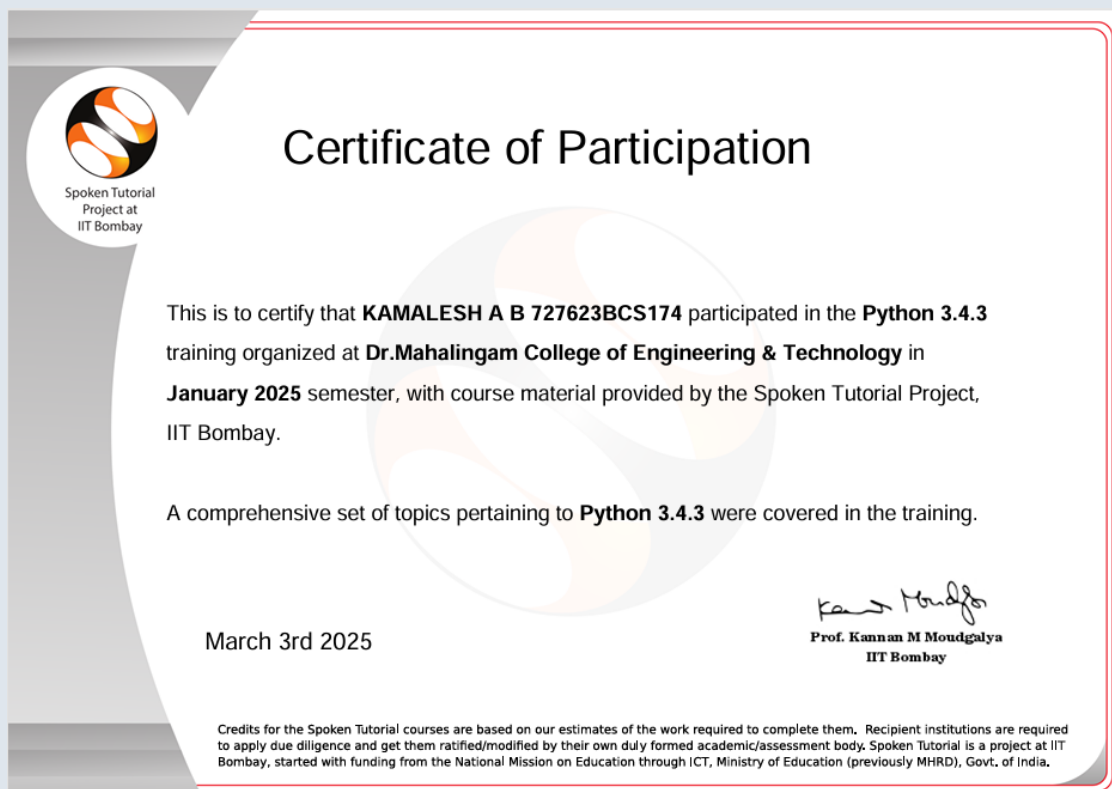 Spoken Tutorial
Project at
IIT Bombay
Certificate of Participation
This is to certify that KAMALESH A B 727623BCS174 participated in the Python 3.4.3
training organized at Dr.Mahalingam College of Engineering & Technology in
January 2025 semester, with course material provided by the Spoken Tutorial Project,
IIT Bombay.
A comprehensive set of topics pertaining to Python 3.4.3 were covered in the training.
March 3rd 2025
Prof. Kannan M Moudgalya
IIT Bombay
Credits for the Spoken Tutorial courses are based on our estimates of the work required to complete them. Recipient institutions are required
to apply due diligence and get them ratified/modified by their own duly formed academic/assessment body. Spoken Tutorial is a project at IIT
Bombay, started with funding from the National Mission on Education through ICT, Ministry of Education (previously MHRD), Govt. of India.